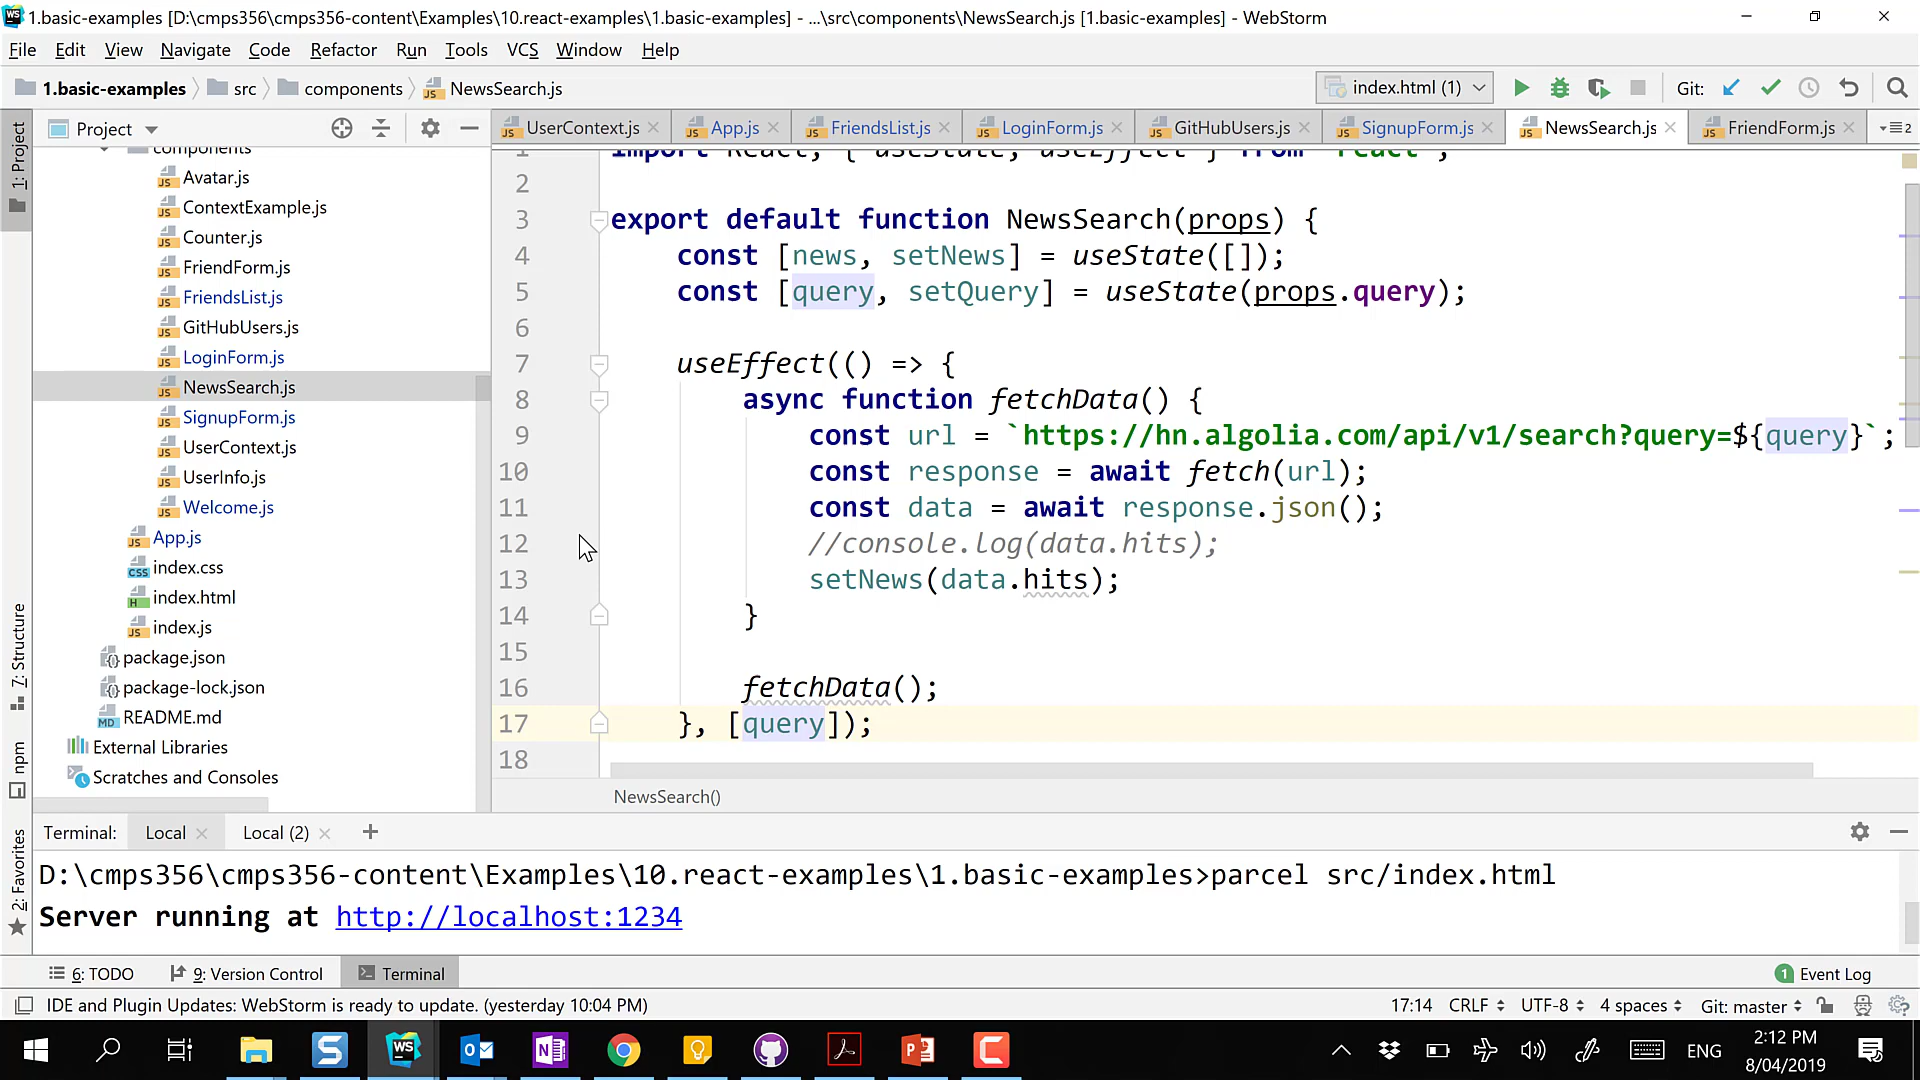 1.basic-examples [D:\cmps356\cmps356-content\Examples\10.react-examples\1.basic-examples] - ...\src\components\NewsSearch.js [1.basic-examples] - WebStorm
File Edit View Navigate Code Refactor Run Tools VCS Window Help
1.basic-examples src components NewsSearch.js index.html (1) Git:
Project
UserContext.js App.js FriendsList.js LoginForm.js GitHubUsers.js SignupForm.js NewsSearch.js FriendForm.js 2
1: Project
7: Structure
npm
2: Favorites
components
Avatar.js
ContextExample.js
Counter.js
FriendForm.js
FriendsList.js
GitHubUsers.js
LoginForm.js
NewsSearch.js
SignupForm.js
UserContext.js
UserInfo.js
Welcome.js
App.js
index.css
index.html
index.js
package.json
package-lock.json
README.md
External Libraries
Scratches and Consoles
1 import React, { useState, useEffect } from 'react';
2
3 export default function NewsSearch(props) {
4 const [news, setNews] = useState([]);
5 const [query, setQuery] = useState(props.query);
6
7 useEffect(() => {
8 async function fetchData() {
9 const url = `https://hn.algolia.com/api/v1/search?query=${query}`;
10 const response = await fetch(url);
11 const data = await response.json();
12 //console.log(data.hits);
13 setNews(data.hits);
14 }
15
16 fetchData();
17 }, [query]);
18
NewsSearch()
Terminal: Local Local (2) +
D:\cmps356\cmps356-content\Examples\10.react-examples\1.basic-examples>parcel src/index.html
Server running at http://localhost:1234
6: TODO 9: Version Control Terminal 1 Event Log
IDE and Plugin Updates: WebStorm is ready to update. (yesterday 10:04 PM) 17:14 CRLF UTF-8 4 spaces Git: master
ENG 2:12 PM
8/04/2019